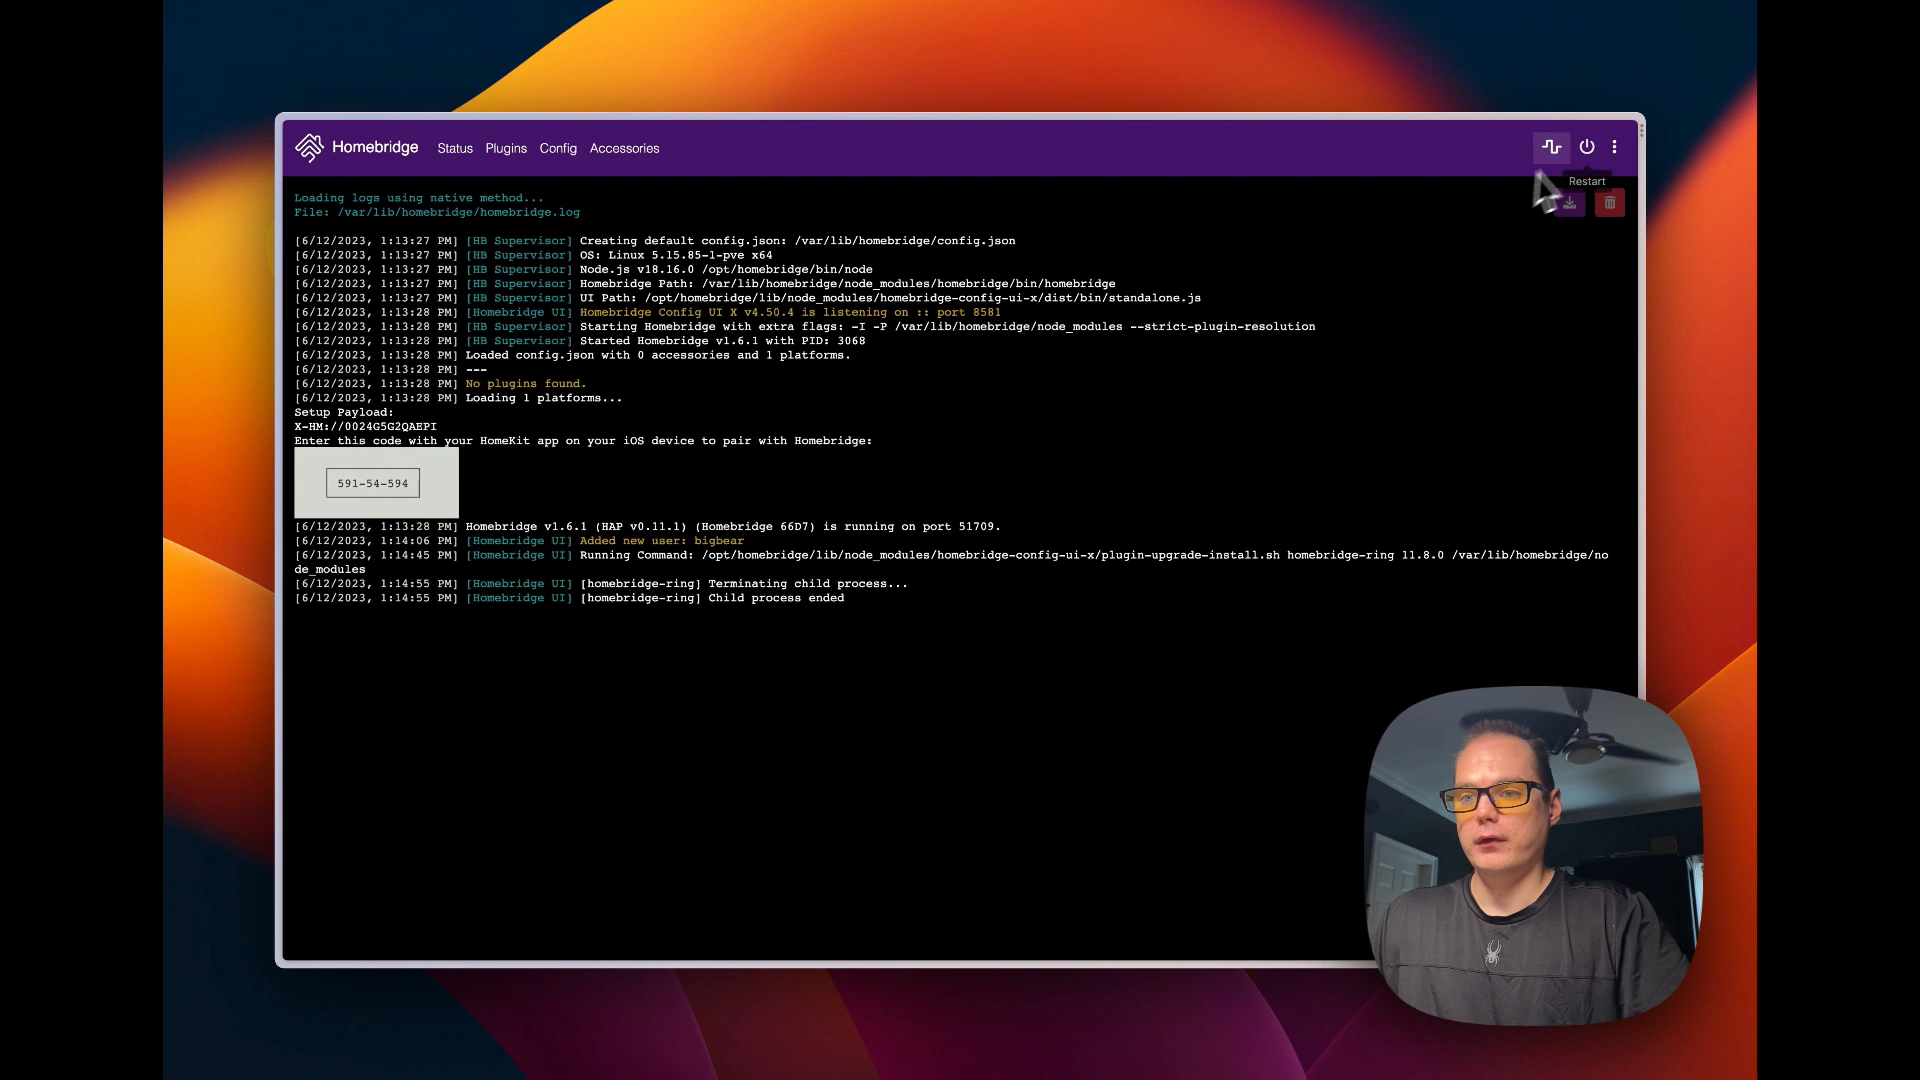 Homebridge Status Plugins Config Accessories
Restart
Loading logs using native method...
File: /var/lib/homebridge/homebridge.log
[6/12/2023, 1:13:27 PM] [HB Supervisor] Creating default config.json: /var/lib/homebridge/config.json
[6/12/2023, 1:13:27 PM] [HB Supervisor] OS: Linux 5.15.85-1-pve x64
[6/12/2023, 1:13:27 PM] [HB Supervisor] Node.js v18.16.0 /opt/homebridge/bin/node
[6/12/2023, 1:13:27 PM] [HB Supervisor] Homebridge Path: /var/lib/homebridge/node_modules/homebridge/bin/homebridge
[6/12/2023, 1:13:27 PM] [HB Supervisor] UI Path: /opt/homebridge/lib/node_modules/homebridge-config-ui-x/dist/bin/standalone.js
[6/12/2023, 1:13:28 PM] [Homebridge UI] Homebridge Config UI X v4.50.4 is listening on :: port 8581
[6/12/2023, 1:13:28 PM] [HB Supervisor] Starting Homebridge with extra flags: -I -P /var/lib/homebridge/node_modules --strict-plugin-resolution
[6/12/2023, 1:13:28 PM] [HB Supervisor] Started Homebridge v1.6.1 with PID: 3068
[6/12/2023, 1:13:28 PM] Loaded config.json with 0 accessories and 1 platforms.
[6/12/2023, 1:13:28 PM] ---
[6/12/2023, 1:13:28 PM] No plugins found.
[6/12/2023, 1:13:28 PM] Loading 1 platforms...
Setup Payload:
X-HM://0024G5G2QAEPI
Enter this code with your HomeKit app on your iOS device to pair with Homebridge:
591-54-594
[6/12/2023, 1:13:28 PM] Homebridge v1.6.1 (HAP v0.11.1) (Homebridge 66D7) is running on port 51709.
[6/12/2023, 1:14:06 PM] [Homebridge UI] Added new user: bigbear
[6/12/2023, 1:14:45 PM] [Homebridge UI] Running Command: /opt/homebridge/lib/node_modules/homebridge-config-ui-x/plugin-upgrade-install.sh homebridge-ring 11.8.0 /var/lib/homebridge/no
de_modules
[6/12/2023, 1:14:55 PM] [Homebridge UI] [homebridge-ring] Terminating child process...
[6/12/2023, 1:14:55 PM] [Homebridge UI] [homebridge-ring] Child process ended